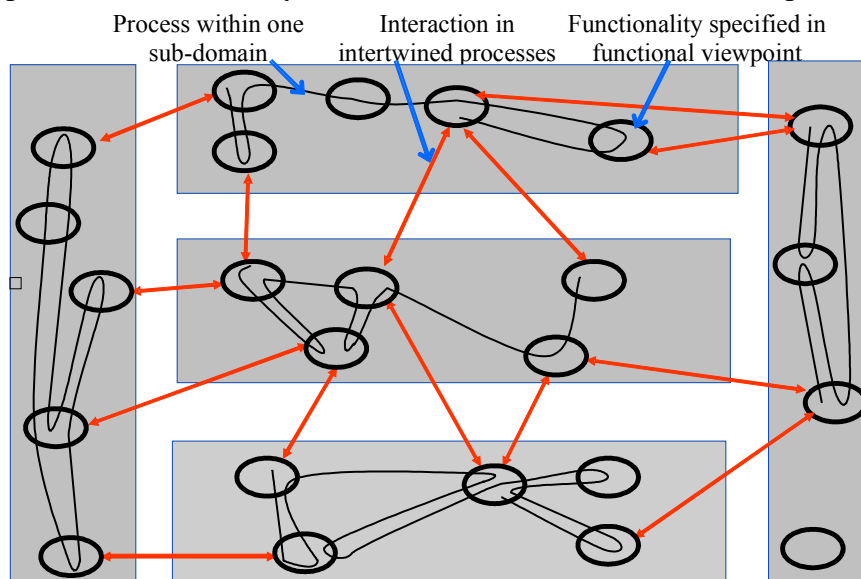 Process within one
sub-domain
Interaction in
intertwined processes
Functionality specified in
functional viewpoint